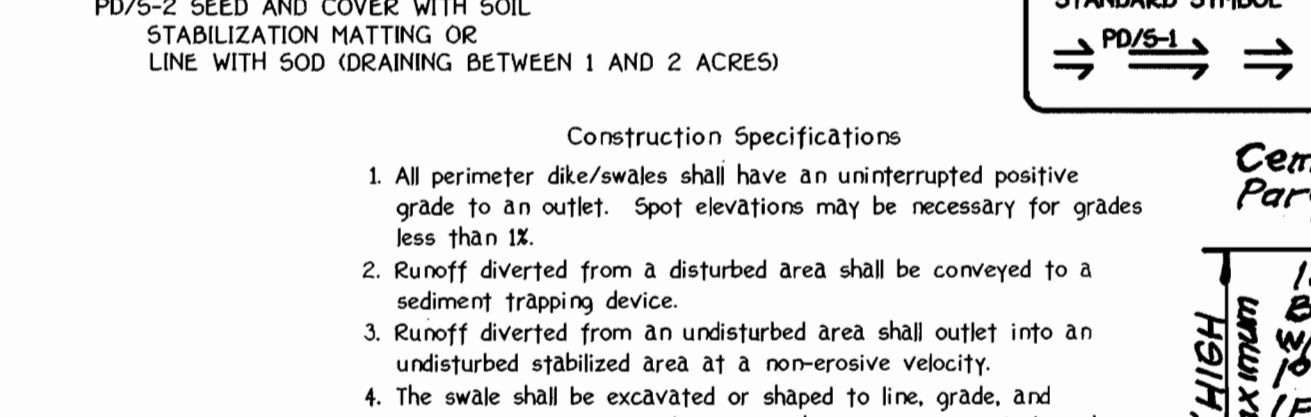 PD/S-2 SEED AND COVER WITH SOIL
STABILIZATION MATTING OR
LINE WITH SOD (DRAINING BETWEEN 1 AND 2 ACRES)
STANDARD SYMBOL
PD/S-1
Construction Specifications
1. All perimeter dike/swales shall have an uninterrupted positive
grade to an outlet. Spot elevations may be necessary for grades
less than 1%.
2. Runoff diverted from a disturbed area shall be conveyed to a
sediment trapping device.
3. Runoff diverted from an undisturbed area shall outlet into an
undisturbed stabilized area at a non-erosive velocity.
4. The swale shall be excavated or shaped to line, grade, and
HIGH